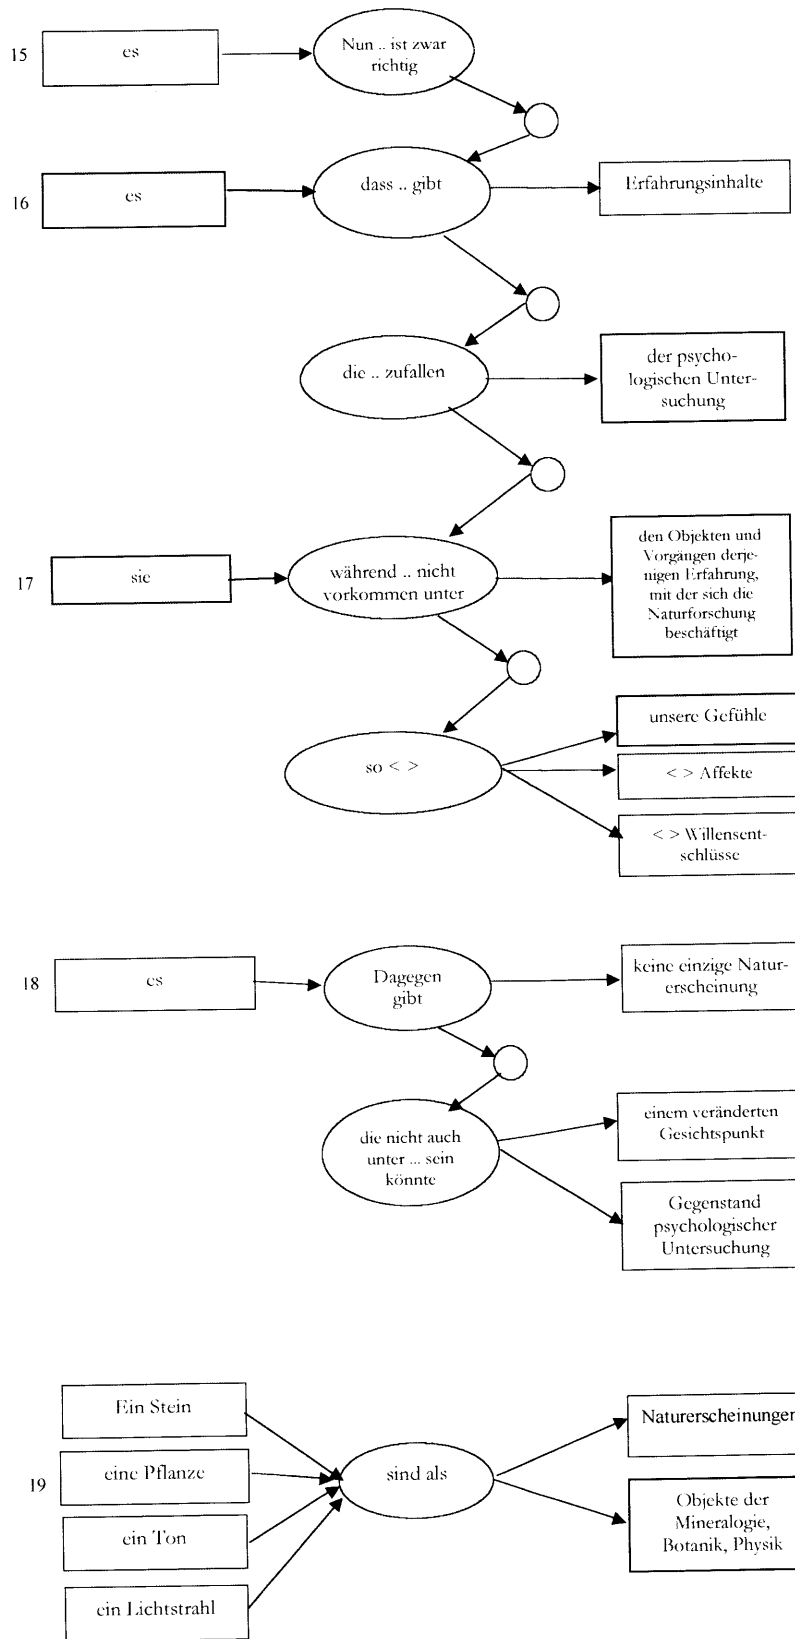 15
es
Nun .. ist zwar
richtig
16
es
dass .. gibt
Erfahrungsinhalte
die .. zufallen
der psycho-
logischen Unter-
suchung
17
sie
während .. nicht
vorkommen unter
den Objekten und
Vorgängen derje-
nigen Erfahrung,
mit der sich die
Naturforschung
beschäftigt
so < >
unsere Gefühle
< > Affekte
< > Willensent-
schlüsse
18
es
Dagegen
gibt
keine einzige Natur-
erscheinung
die nicht auch
unter ... sein
könnte
einem veränderten
Gesichtspunkt
Gegenstand
psychologischer
Untersuchung
19
Ein Stein
eine Pflanze
ein Ton
ein Lichtstrahl
sind als
Naturerscheinungen
Objekte der
Mineralogie,
Botanik, Physik